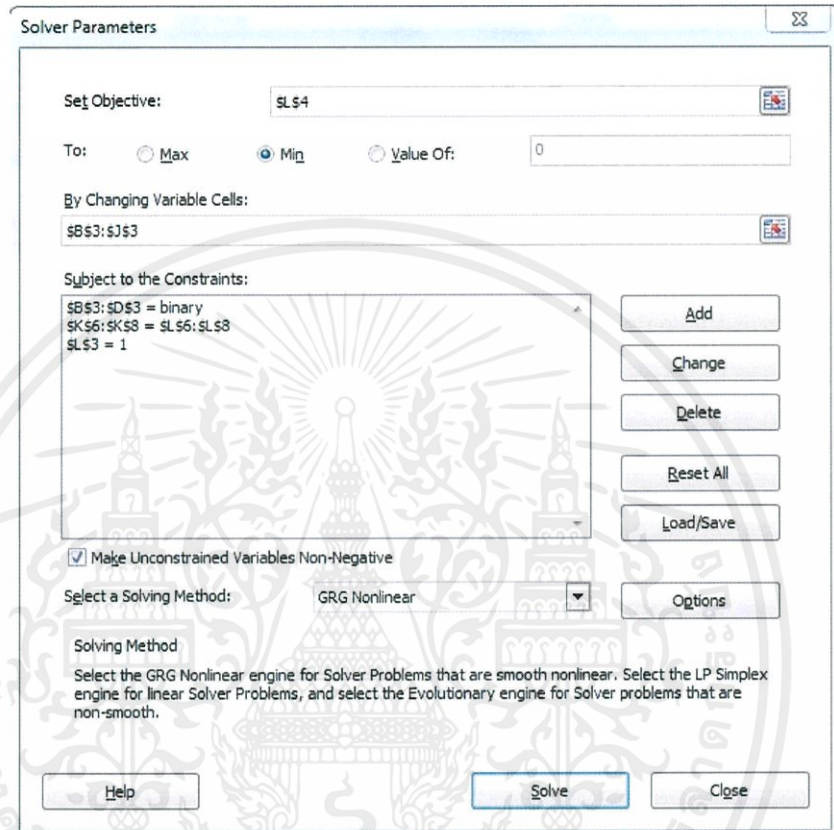 Solver Parameters
Set Objective: $L$4
To: Max Min Value Of: 0
By Changing Variable Cells:
$B$3:$J$3
Subject to the Constraints:
$B$3:$D$3 = binary
$K$6:$K$8 = $L$6:$L$8
$L$3 = 1
Add
Change
Delete
Reset All
Load/Save
Make Unconstrained Variables Non-Negative
Select a Solving Method: GRG Nonlinear Options
Solving Method
Select the GRG Nonlinear engine for Solver Problems that are smooth nonlinear. Select the LP Simplex
engine for linear Solver Problems, and select the Evolutionary engine for Solver problems that are
non-smooth.
Help Solve Close